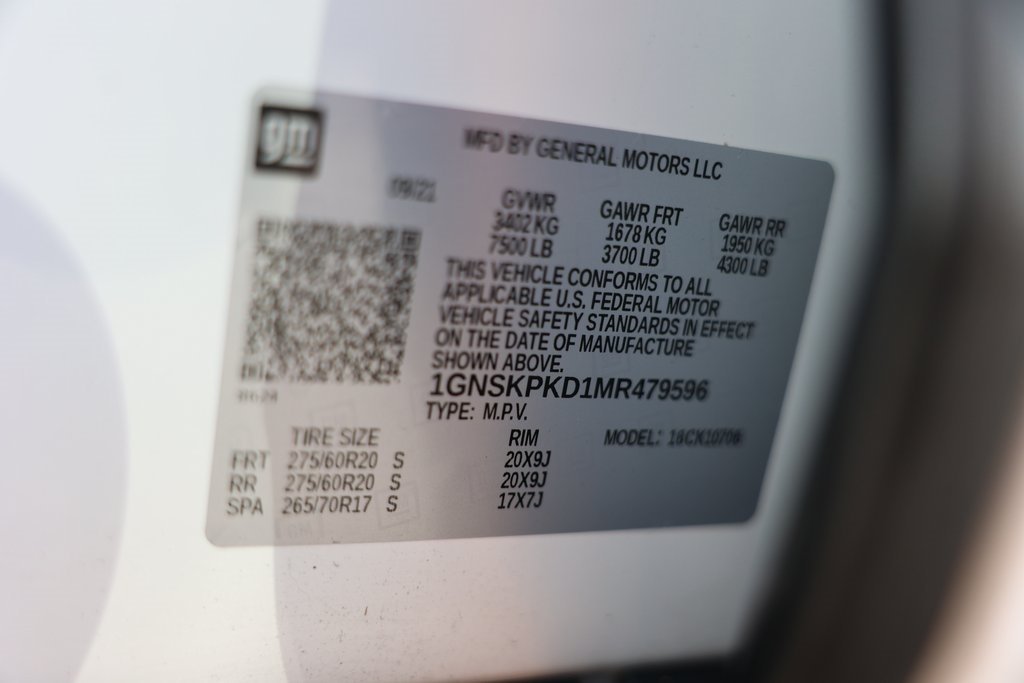 gm
MFD BY GENERAL MOTORS LLC
09/21
GVWR GAWR FRT GAWR RR
3402 KG 1678 KG 1950 KG
7500 LB 3700 LB 4300 LB
THIS VEHICLE CONFORMS TO ALL
APPLICABLE U.S. FEDERAL MOTOR
VEHICLE SAFETY STANDARDS IN EFFECT
ON THE DATE OF MANUFACTURE
SHOWN ABOVE.
1GNSKPKD1MR479596
TYPE: M.P.V.
TIRE SIZE RIM MODEL:
FRT 275/60R20 S 20X9J
RR 275/60R20 S 20X9J
SPA 265/70R17 S 17X7J